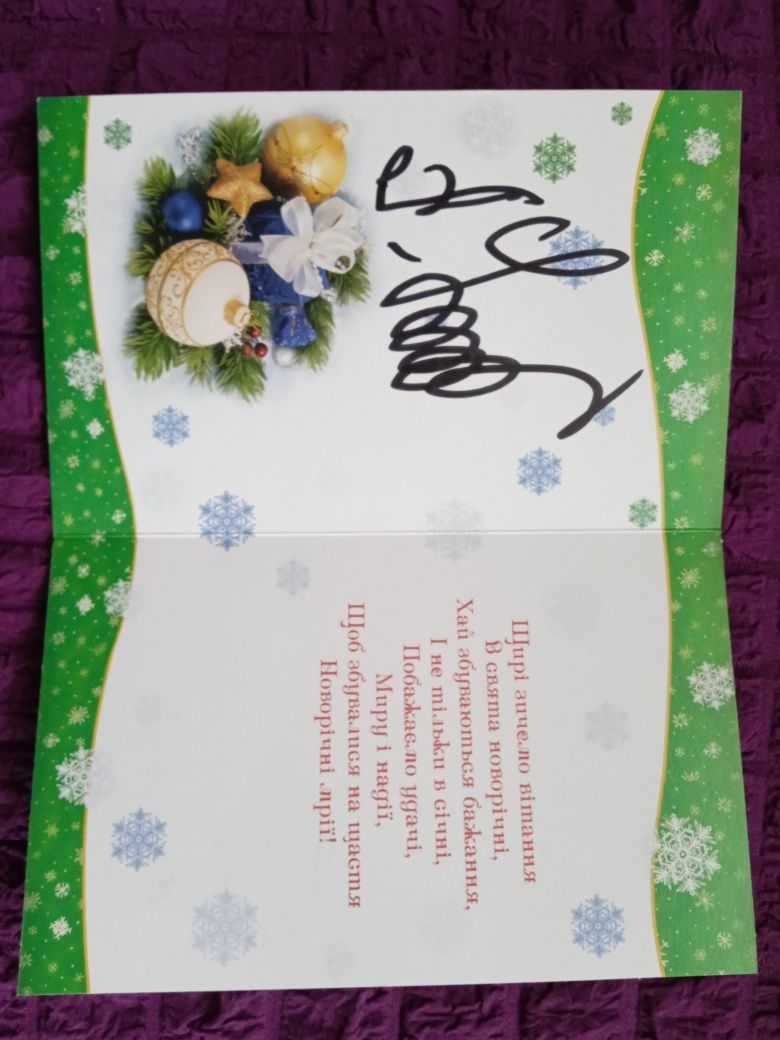 Щирі зичемо вітання
В свята новорічні,
Хай збуваються бажання,
І не тільки в січні,
Побажаємо удачі,
Миру і надії,
Щоб збувалися на щастя
Новорічні мрії!